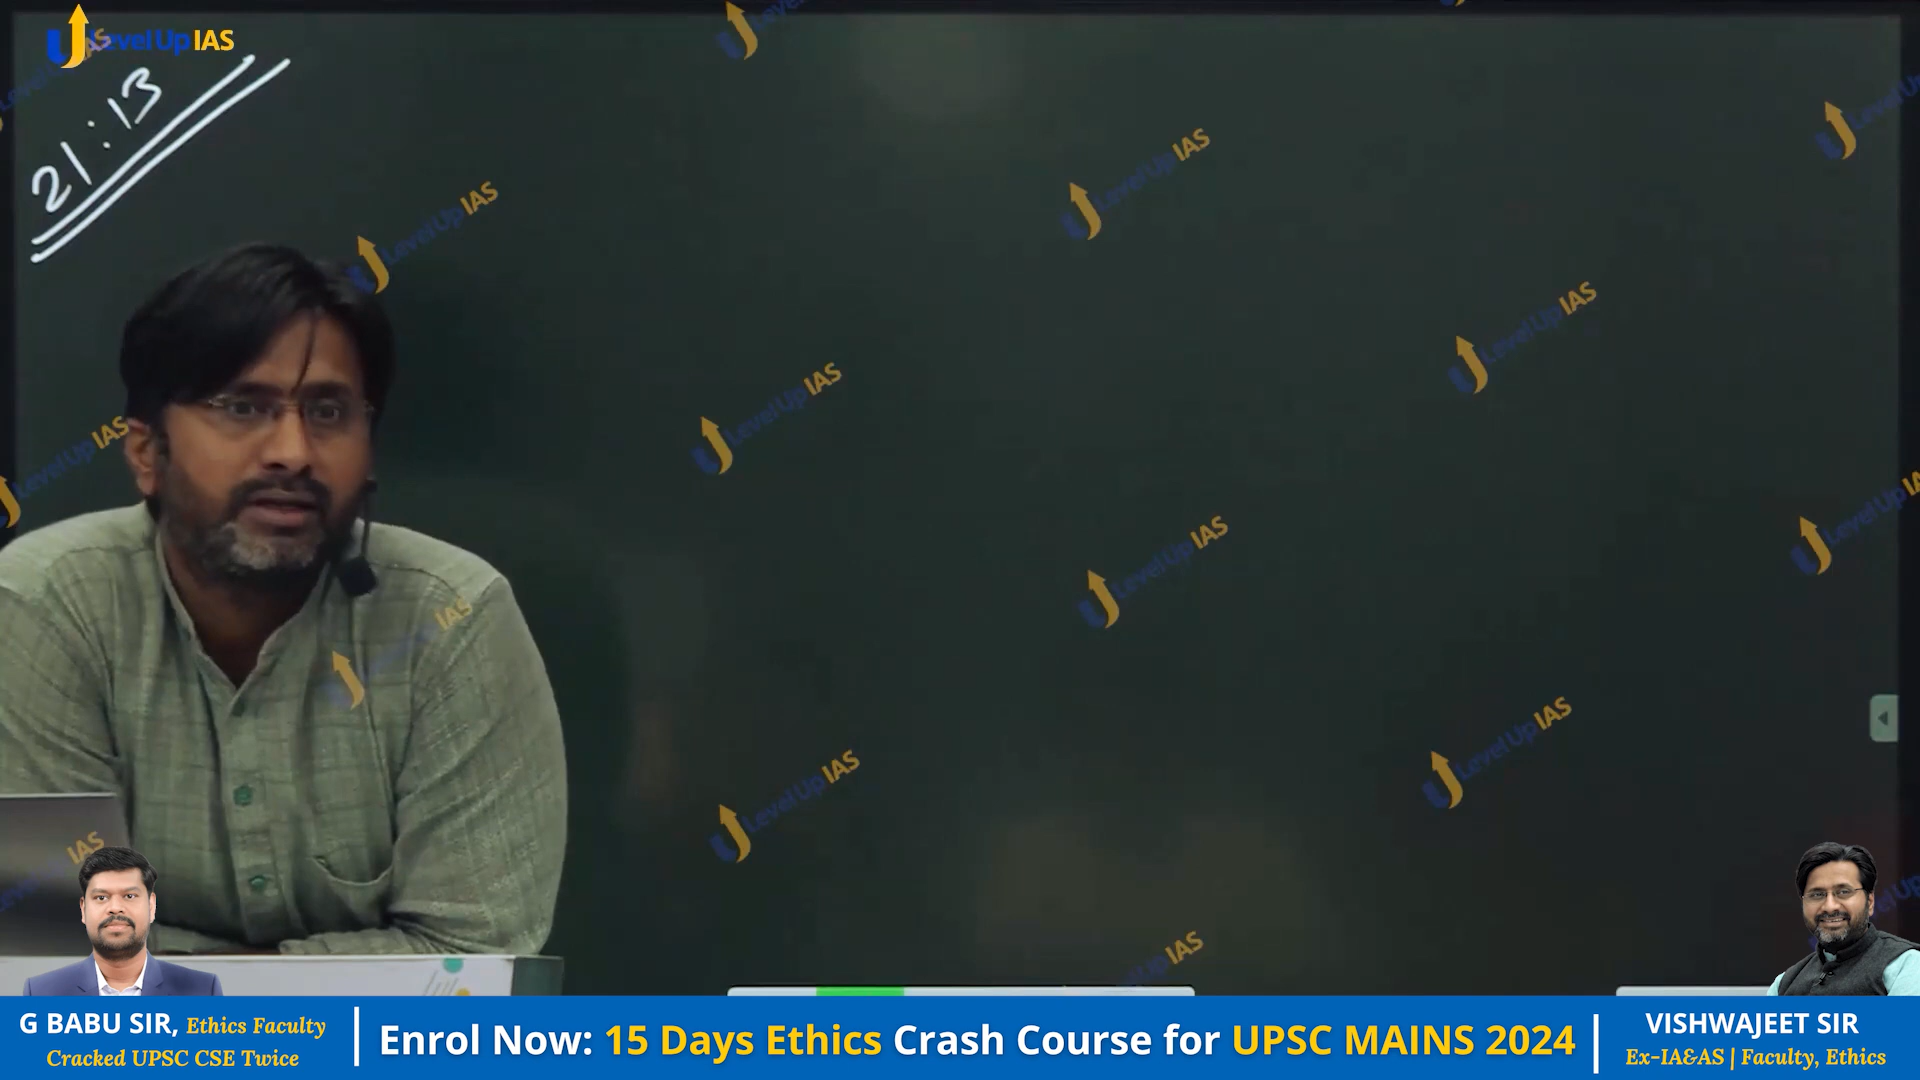 LevelUp IAS
21:13
G BABU SIR, Ethics Faculty
Cracked UPSC CSE Twice
Enrol Now: 15 Days Ethics Crash Course for UPSC MAINS 2024
VISHWAJEET SIR
Ex-IA&AS | Faculty, Ethics